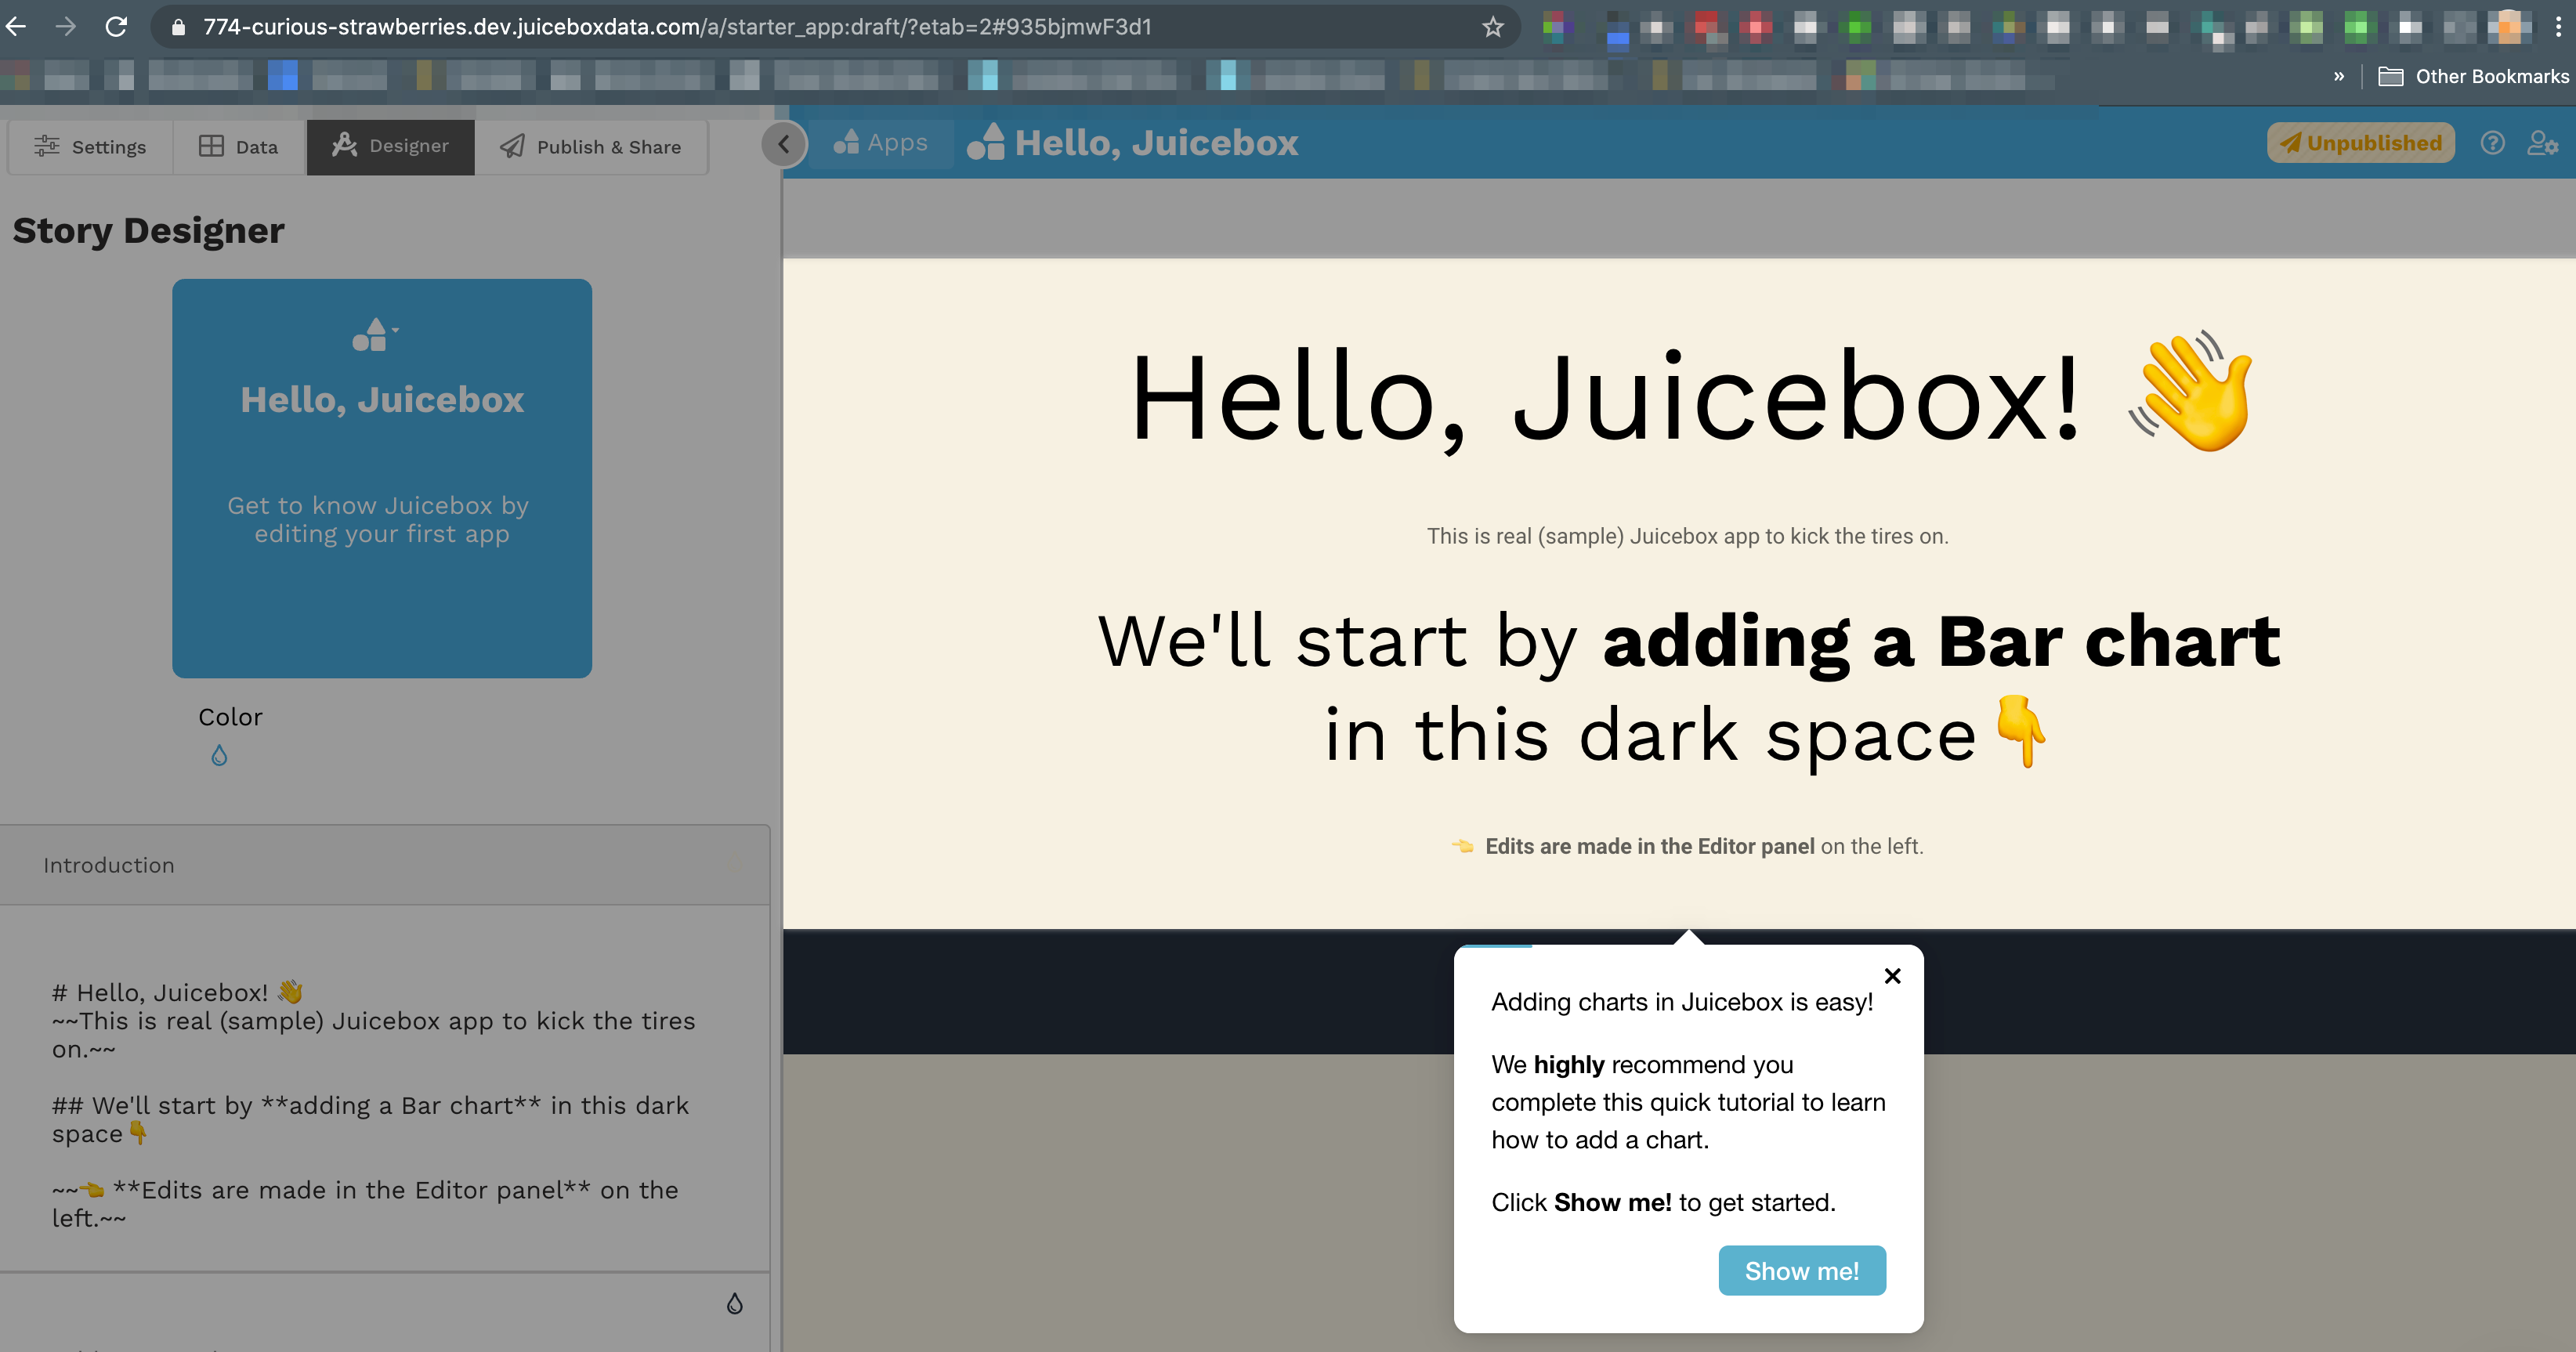 774-curious-strawberries.dev.juiceboxdata.com/a/starter_app:draft/?etab=2#935bjmwF3d1
» Other Bookmarks
Settings Data Designer Publish & Share
Apps Hello, Juicebox Unpublished
Story Designer
Hello, Juicebox
Get to know Juicebox by
editing your first app
Color
Introduction
# Hello, Juicebox! 👋
~~This is real (sample) Juicebox app to kick the tires
on.~~
## We'll start by **adding a Bar chart** in this dark
space👇
~~👈 **Edits are made in the Editor panel** on the
left.~~
Hello, Juicebox! 👋
This is real (sample) Juicebox app to kick the tires on.
We'll start by adding a Bar chart
in this dark space👇
👈 Edits are made in the Editor panel on the left.
Adding charts in Juicebox is easy!
We highly recommend you
complete this quick tutorial to learn
how to add a chart.
Click Show me! to get started.
Show me!